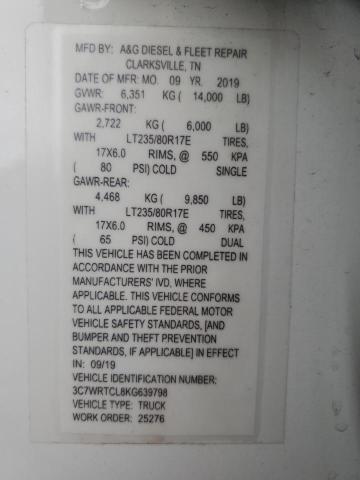 MFD BY: A&G DIESEL & FLEET REPAIR
CLARKSVILLE, TN
DATE OF MFR: MO. 09 YR. 2019
GVWR: 6,351 KG ( 14,000 LB)
GAWR-FRONT:
2,722 KG ( 6,000 LB)
WITH LT235/80R17E TIRES,
17X6.0 RIMS, @ 550 KPA
( 80 PSI) COLD SINGLE
GAWR-REAR:
4,468 KG ( 9,850 LB)
WITH LT235/80R17E TIRES,
17X6.0 RIMS, @ 450 KPA
( 65 PSI) COLD DUAL
THIS VEHICLE HAS BEEN COMPLETED IN
ACCORDANCE WITH THE PRIOR
MANUFACTURERS' IVD, WHERE
APPLICABLE. THIS VEHICLE CONFORMS
TO ALL APPLICABLE FEDERAL MOTOR
VEHICLE SAFETY STANDARDS, [AND
BUMPER AND THEFT PREVENTION
STANDARDS, IF APPLICABLE] IN EFFECT
IN: 09/19
VEHICLE IDENTIFICATION NUMBER:
3C7WRTCL8KG639798
VEHICLE TYPE: TRUCK
WORK ORDER: 25276